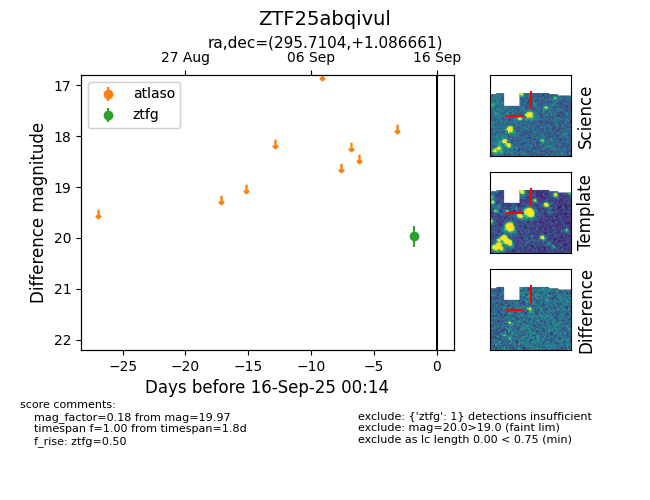 ZTF25abqivul
ra,dec=(295.7104,+1.086661)
27 Aug
06 Sep
16 Sep
atlaso
ztfg
17
18
19
20
21
22
Difference magnitude
−25
−20
−15
−10
−5
0
Days before 16-Sep-25 00:14
Science
Template
Difference
score comments:
mag_factor=0.18 from mag=19.97
timespan f=1.00 from timespan=1.8d
f_rise: ztfg=0.50
exclude: {'ztfg': 1} detections insufficient
exclude: mag=20.0>19.0 (faint lim)
exclude as lc length 0.00 < 0.75 (min)